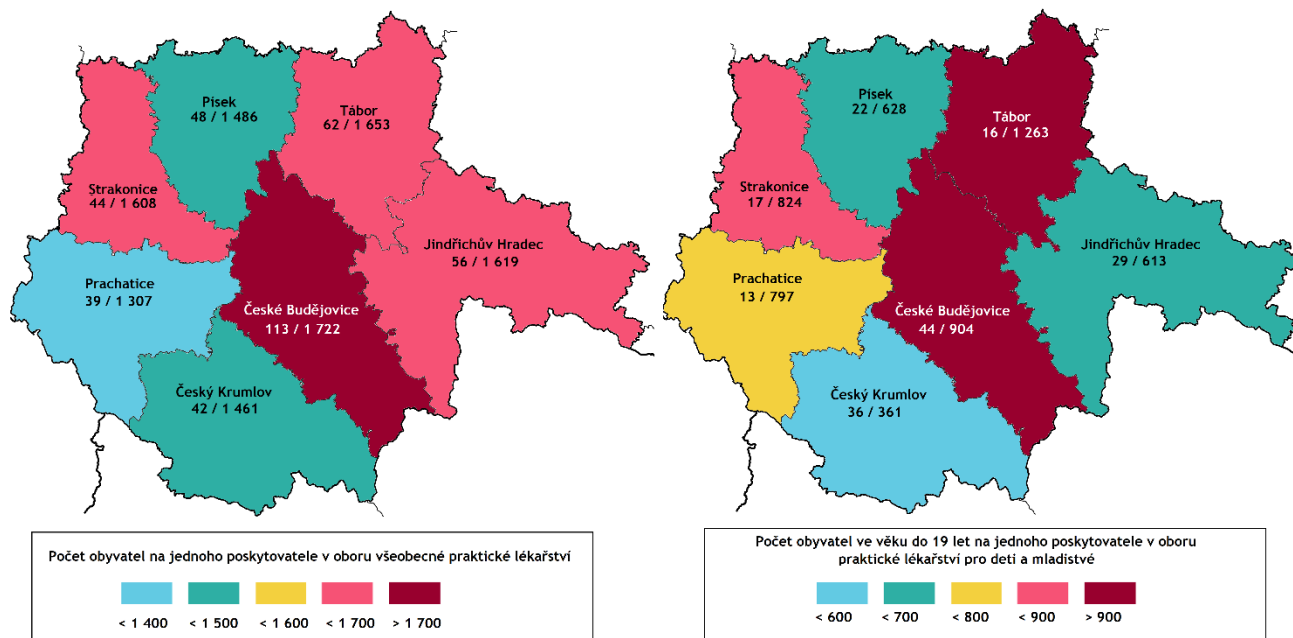 Písek
48 / 1 486
Tábor
62 / 1 653
Strakonice
44 / 1 608
Jindřichův Hradec
56 / 1 619
Prachatice
39 / 1 307
České Budějovice
113 / 1 722
Český Krumlov
42 / 1 461
Počet obyvatel na jednoho poskytovatele v oboru všeobecné praktické lékařství
< 1 400
< 1 500
< 1 600
< 1 700
> 1 700
Písek
22 / 628
Tábor
16 / 1 263
Strakonice
17 / 824
Jindřichův Hradec
29 / 613
Prachatice
13 / 797
České Budějovice
44 / 904
Český Krumlov
36 / 361
Počet obyvatel ve věku do 19 let na jednoho poskytovatele v oboru
praktické lékařství pro deti a mladistvé
< 600
< 700
< 800
< 900
> 900